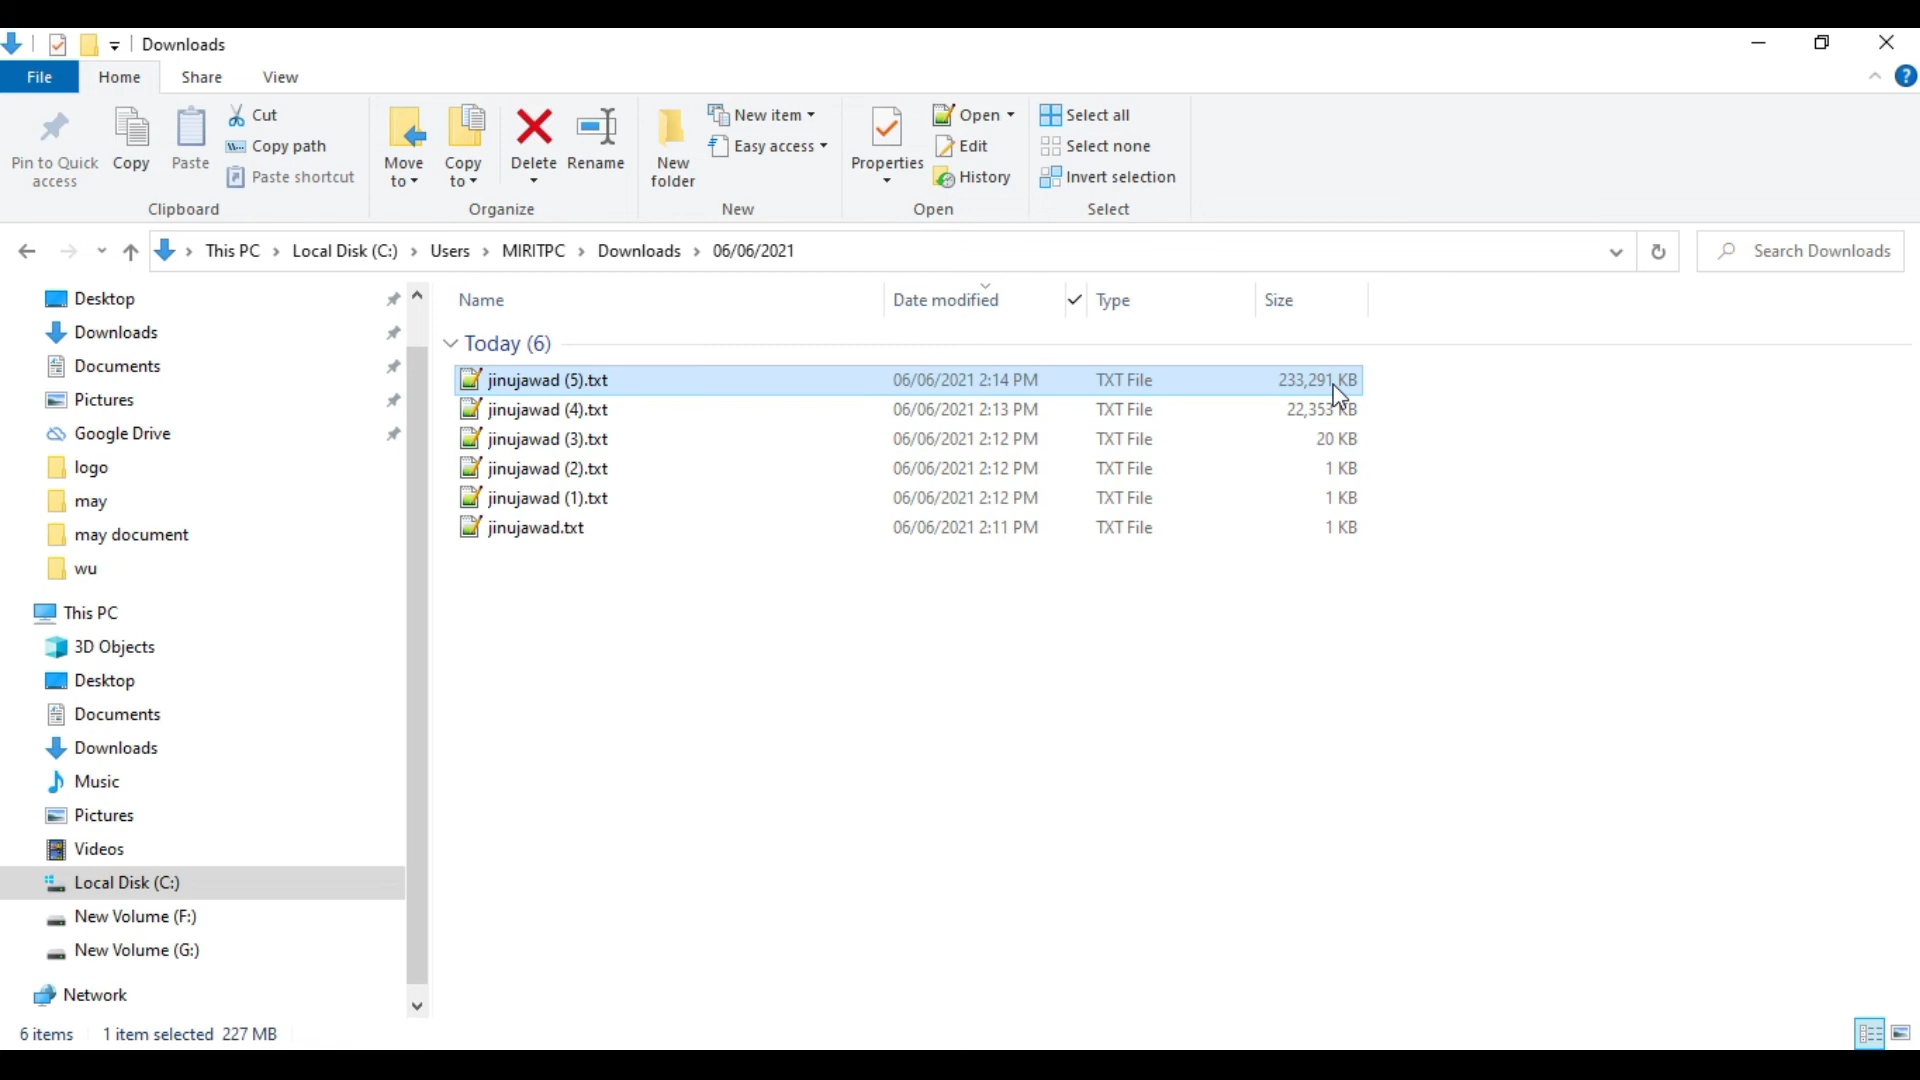 Downloads
File Home Share View
Pin to Quick access
Copy
Paste
Cut
Copy path
Paste shortcut
Clipboard
Move to
Copy to
Delete
Rename
Organize
New folder
New item
Easy access
New
Properties
Open
Edit
History
Open
Select all
Select none
Invert selection
Select
This PC > Local Disk (C:) > Users > MIRITPC > Downloads > 06/06/2021
Search Downloads
Desktop
Downloads
Documents
Pictures
Google Drive
logo
may
may document
wu
This PC
3D Objects
Desktop
Documents
Downloads
Music
Pictures
Videos
Local Disk (C:)
New Volume (F:)
New Volume (G:)
Network
Name Date modified Type Size
Today (6)
jinujawad (5).txt 06/06/2021 2:14 PM TXT File 233,291 KB
jinujawad (4).txt 06/06/2021 2:13 PM TXT File 22,353 KB
jinujawad (3).txt 06/06/2021 2:12 PM TXT File 20 KB
jinujawad (2).txt 06/06/2021 2:12 PM TXT File 1 KB
jinujawad (1).txt 06/06/2021 2:12 PM TXT File 1 KB
jinujawad.txt 06/06/2021 2:11 PM TXT File 1 KB
6 items 1 item selected 227 MB